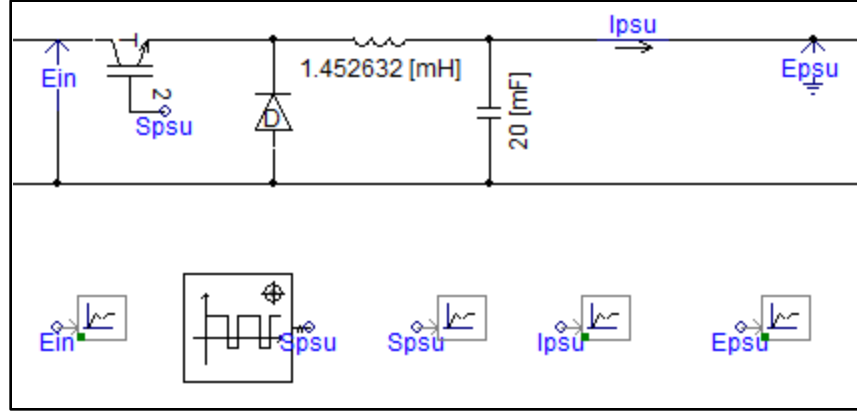 Ipsu
Ein
1.452632 [mH]
Epsu
2
Spsu
D
20 [mF]
Ein
Spsu
Spsu
Ipsu
Epsu